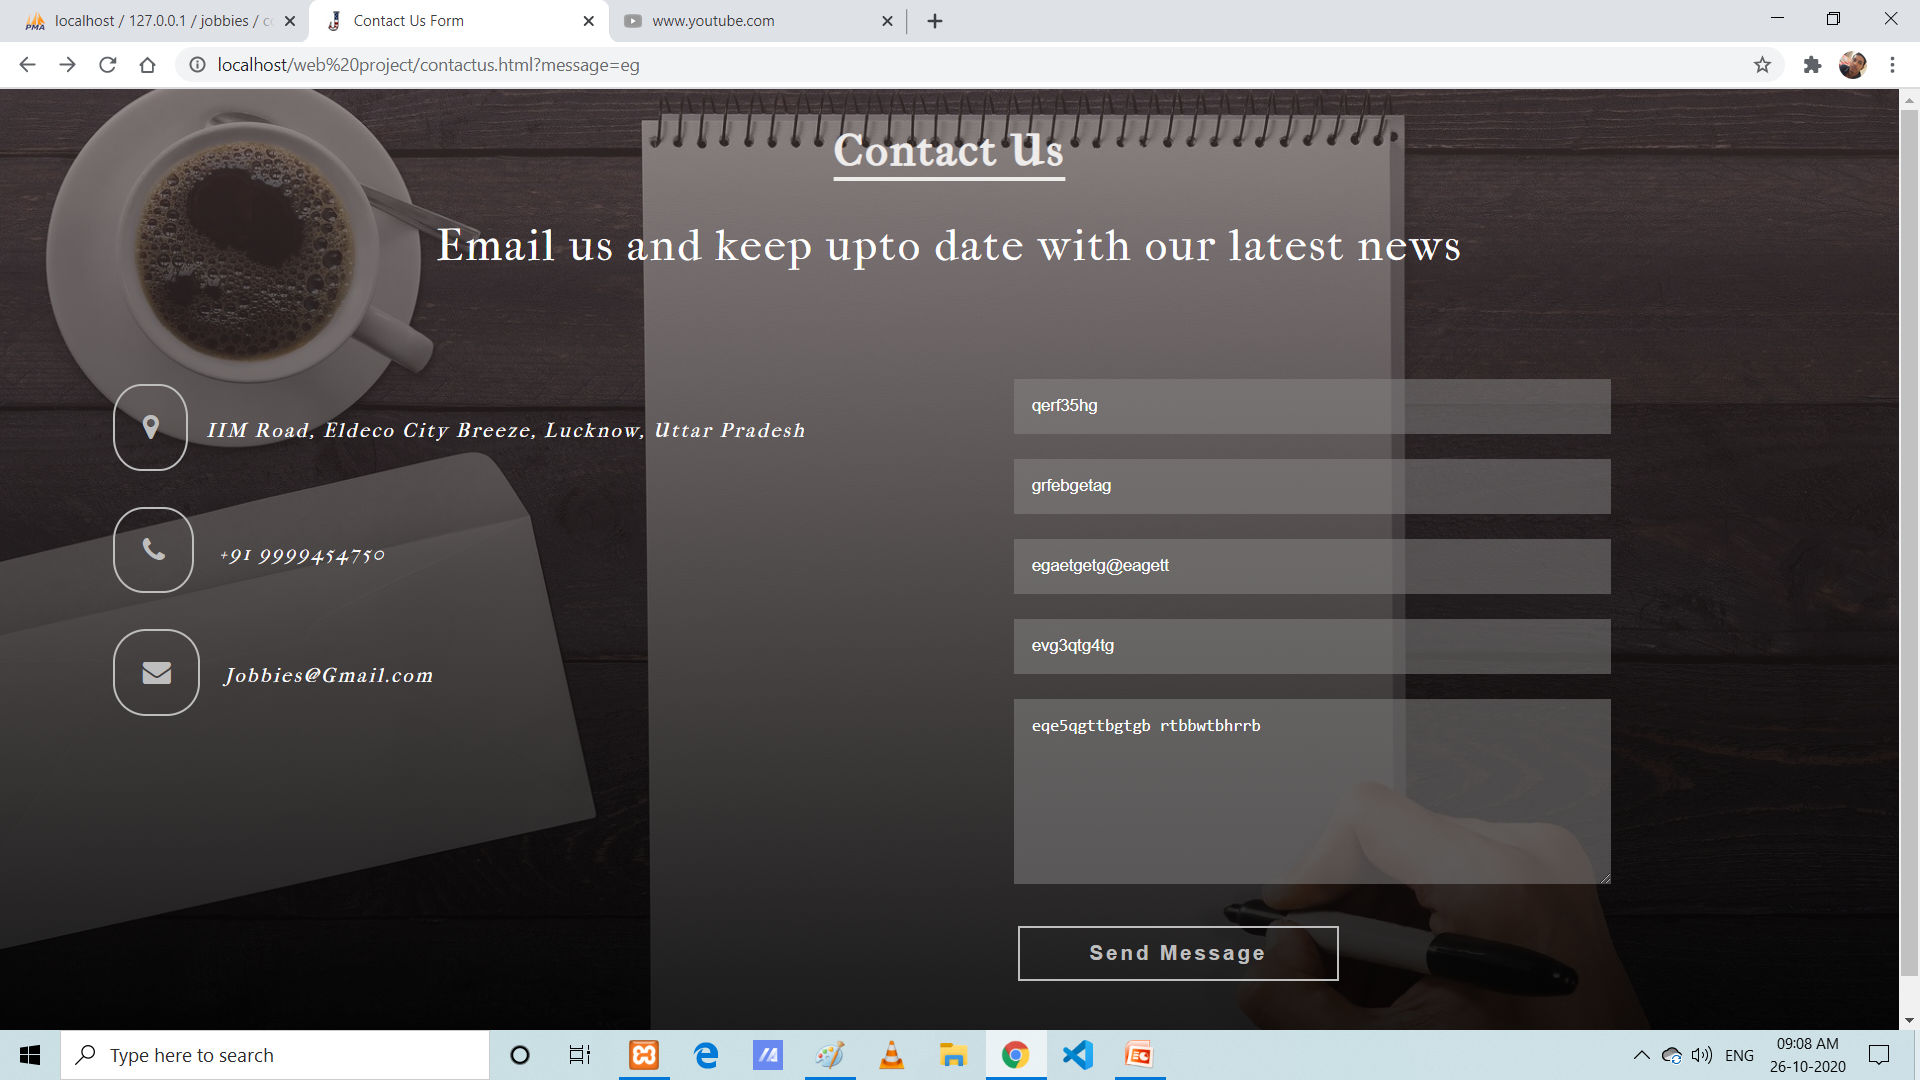 localhost / 127.0.0.1 / jobbies / co
Contact Us Form
www.youtube.com
localhost/web%20project/contactus.html?message=eg
Contact Us
Email us and keep upto date with our latest news
IIM Road, Eldeco City Breeze, Lucknow, Uttar Pradesh
+91 9999454750
Jobbies@Gmail.com
qerf35hg
grfebgetag
egaetgetg@eagett
evg3qtg4tg
eqe5qgttbgtgb rtbbwtbhrrb
Send Message
Type here to search
ENG
09:08 AM
26-10-2020